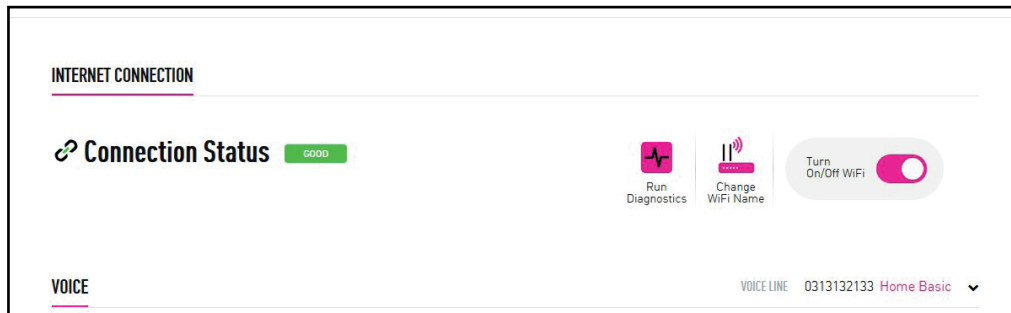 INTERNET CONNECTION
Connection Status GOOD
Run
Diagnostics
Change
WiFi Name
Turn
On/Off WiFi
VOICE
VOICE LINE 0313132133 Home Basic